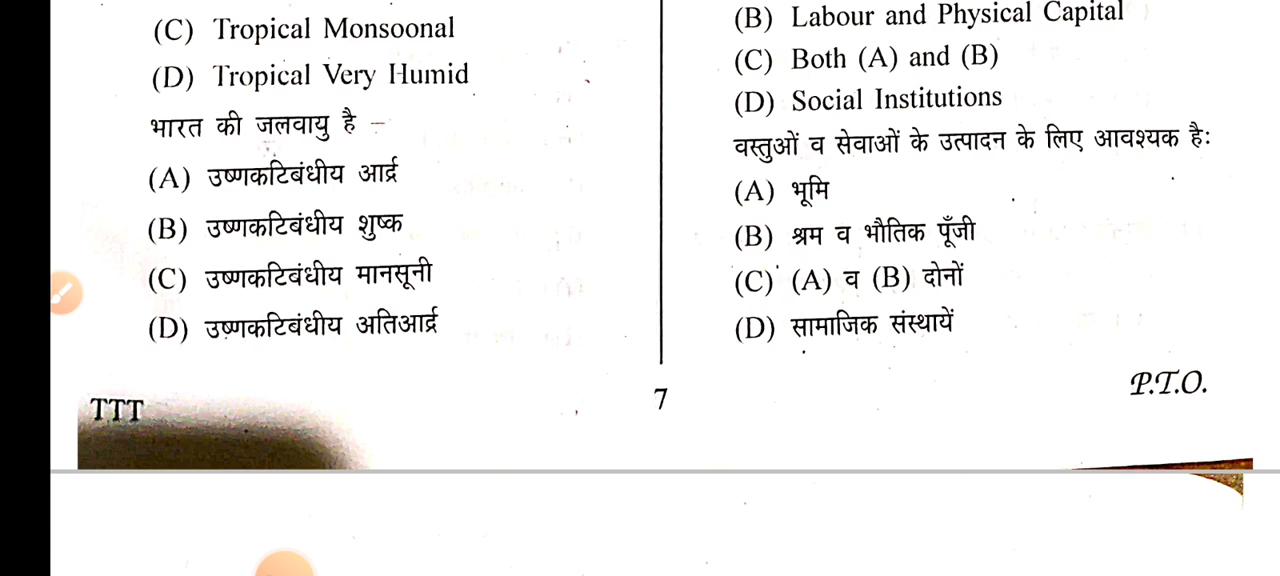 (C) Tropical Monsoonal
(D) Tropical Very Humid
भारत की जलवायु है –
(A) उष्णकटिबंधीय आर्द्र
(B) उष्णकटिबंधीय शुष्क
(C) उष्णकटिबंधीय मानसूनी
(D) उष्णकटिबंधीय अतिआर्द्र
(B) Labour and Physical Capital
(C) Both (A) and (B)
(D) Social Institutions
वस्तुओं व सेवाओं के उत्पादन के लिए आवश्यक है:
(A) भूमि
(B) श्रम व भौतिक पूँजी
(C) (A) व (B) दोनों
(D) सामाजिक संस्थायें
TTT
7
P.T.O.